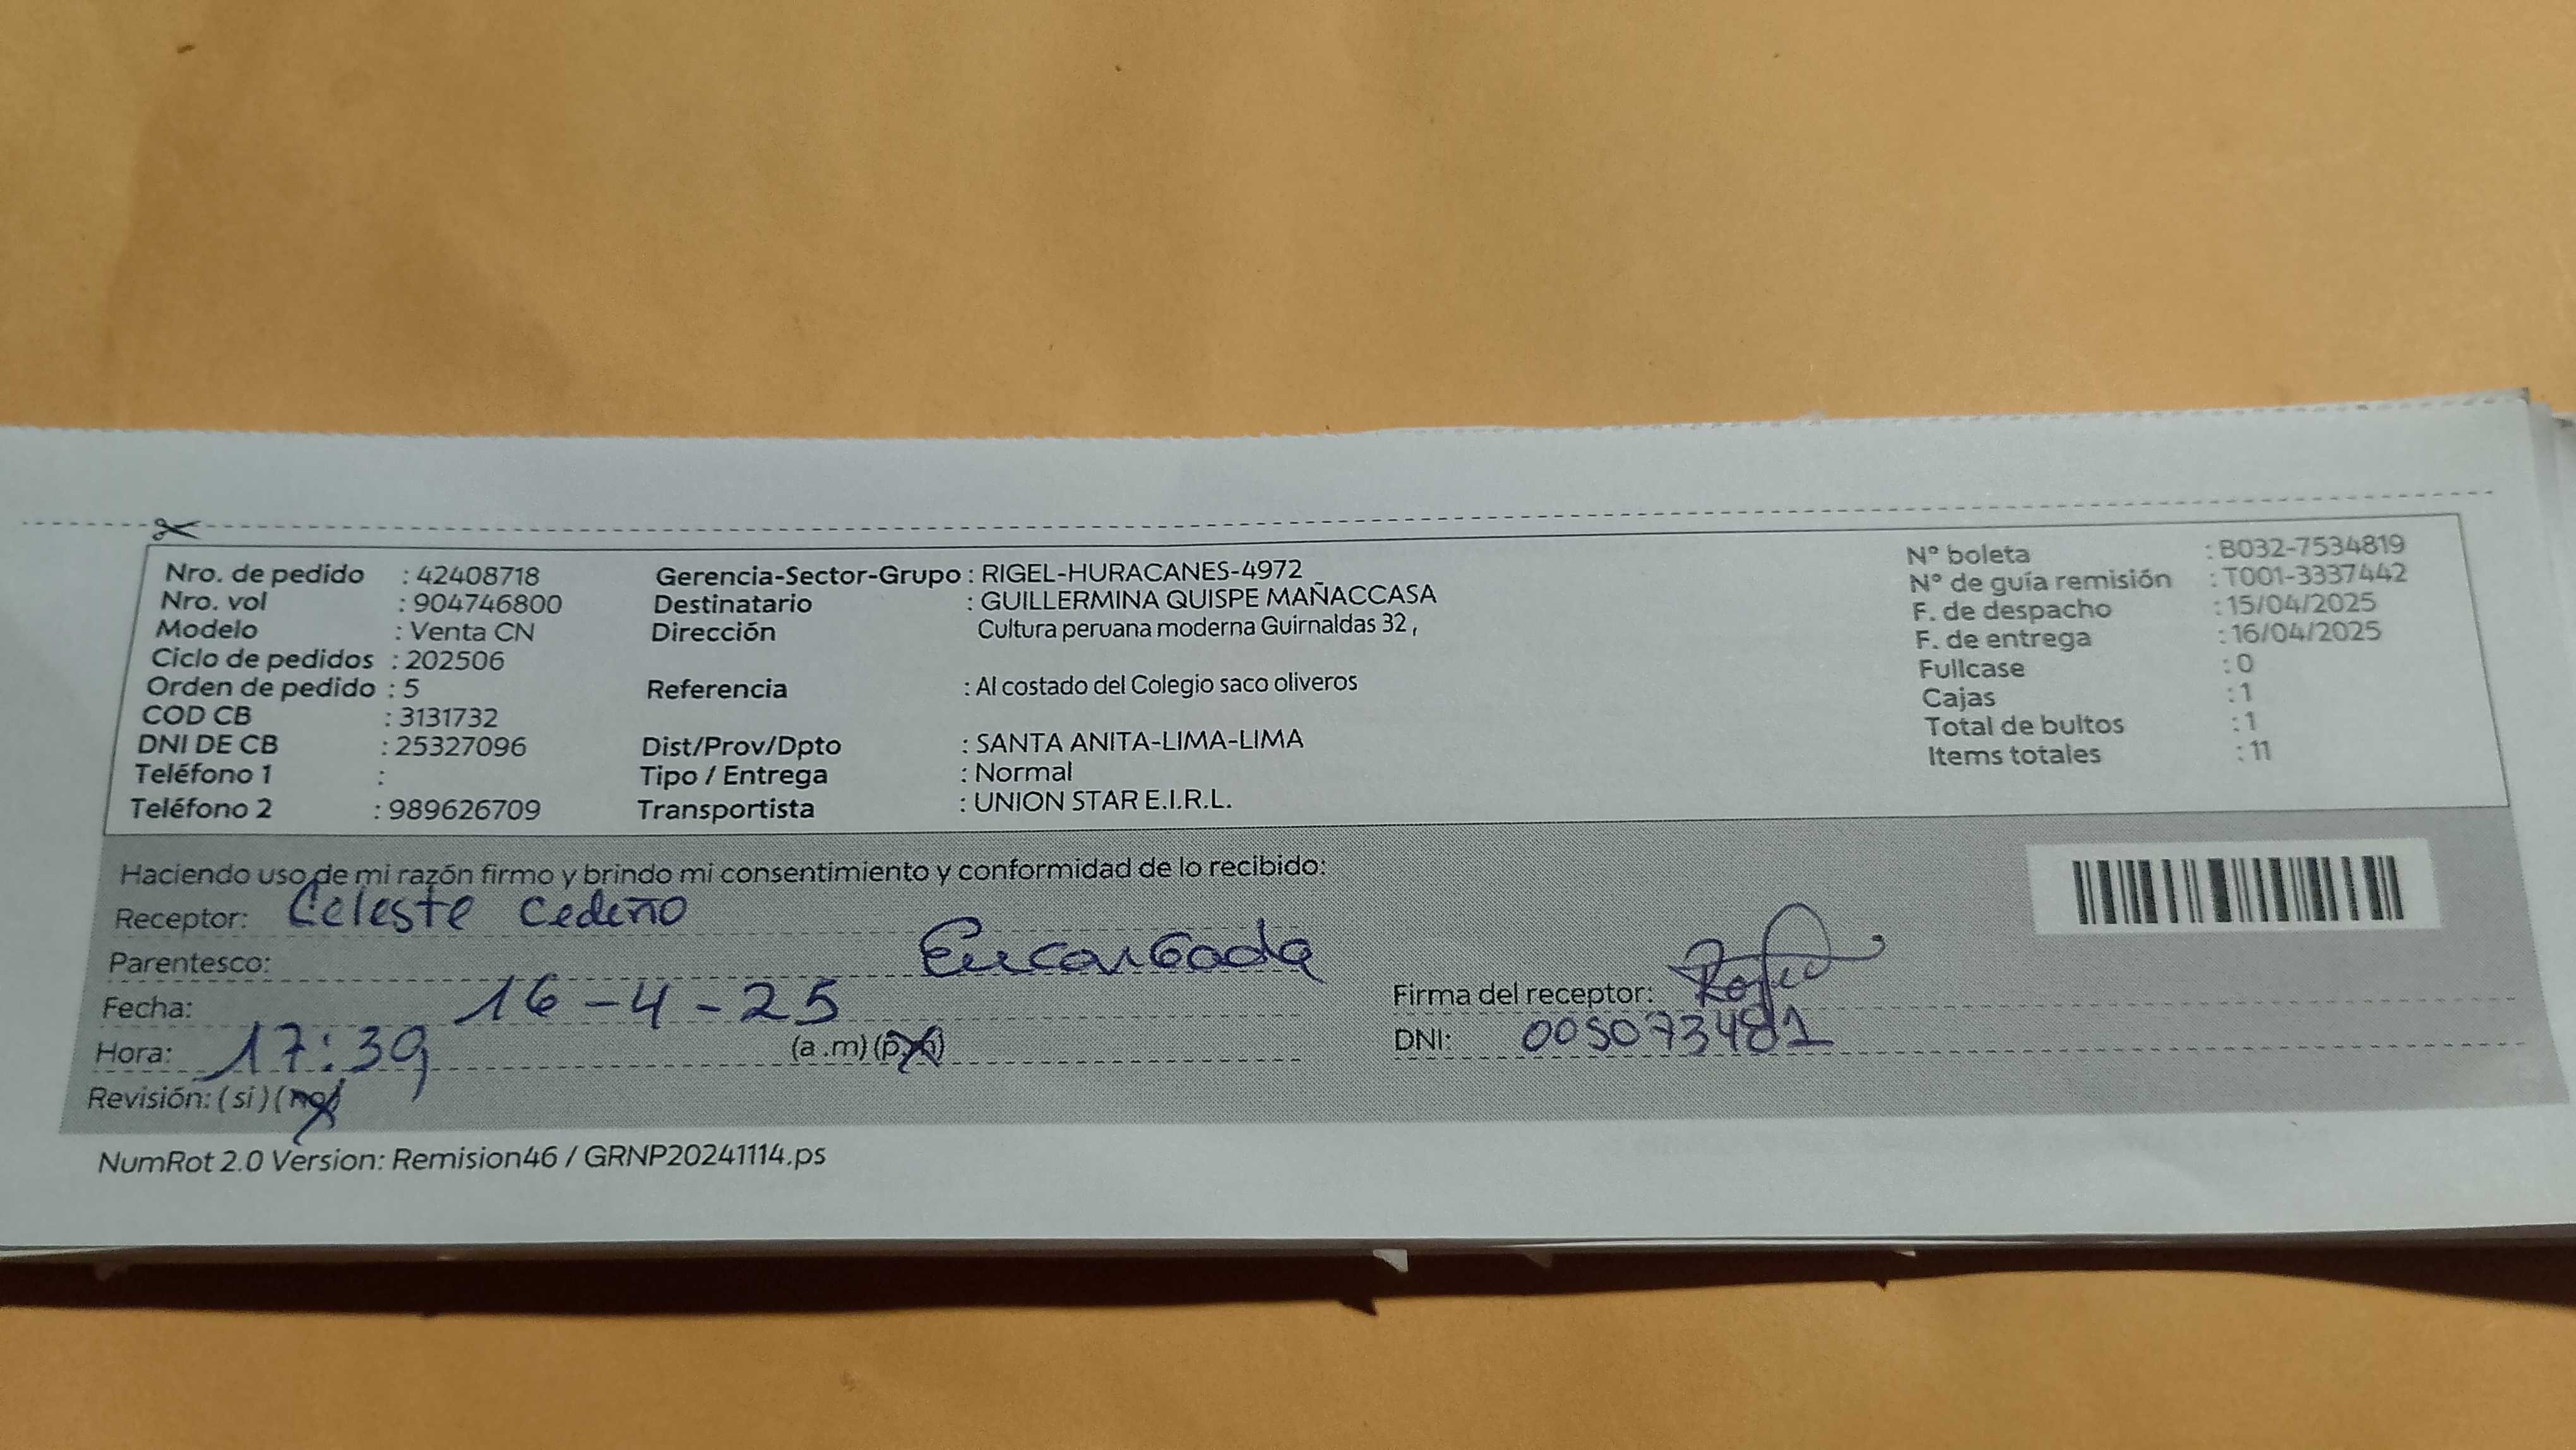 Nro. de pedido : 42408718
Nro. vol : 904746800
Modelo : Venta CN
Ciclo de pedidos : 202506
Orden de pedido : 5
COD CB : 3131732
DNI DE CB : 25327096
Teléfono 1 :
Teléfono 2 : 989626709
Gerencia-Sector-Grupo : RIGEL-HURACANES-4972
Destinatario : GUILLERMINA QUISPE MAÑACCASA
Dirección Cultura peruana moderna Guirnaldas 32 ,
Referencia : Al costado del Colegio saco oliveros
Dist/Prov/Dpto : SANTA ANITA-LIMA-LIMA
Tipo / Entrega : Normal
Transportista : UNION STAR E.I.R.L.
N° boleta : B032-7534819
N° de guía remisión : T001-3337442
F. de despacho : 15/04/2025
F. de entrega : 16/04/2025
Fullcase : 0
Cajas : 1
Total de bultos : 1
Items totales : 11
Haciendo uso de mi razón firmo y brindo mi consentimiento y conformidad de lo recibido:
Receptor: Celeste Cedeño
Parentesco: Encargada
Fecha: 16-4-25
Hora: 17:39 (a.m) (p.m)
Revisión: (si) (no)
Firma del receptor:
DNI: 005073481
NumRot 2.0 Version: Remision46 / GRNP20241114.ps